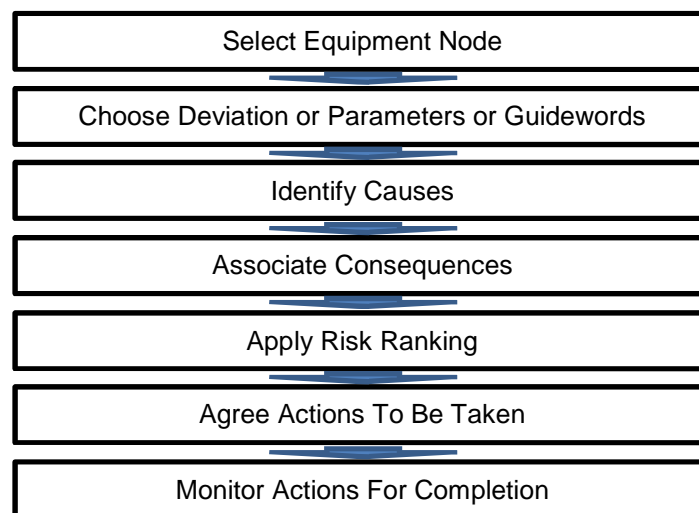 Select Equipment Node
Choose Deviation or Parameters or Guidewords
Identify Causes
Associate Consequences
Apply Risk Ranking
Agree Actions To Be Taken
Monitor Actions For Completion